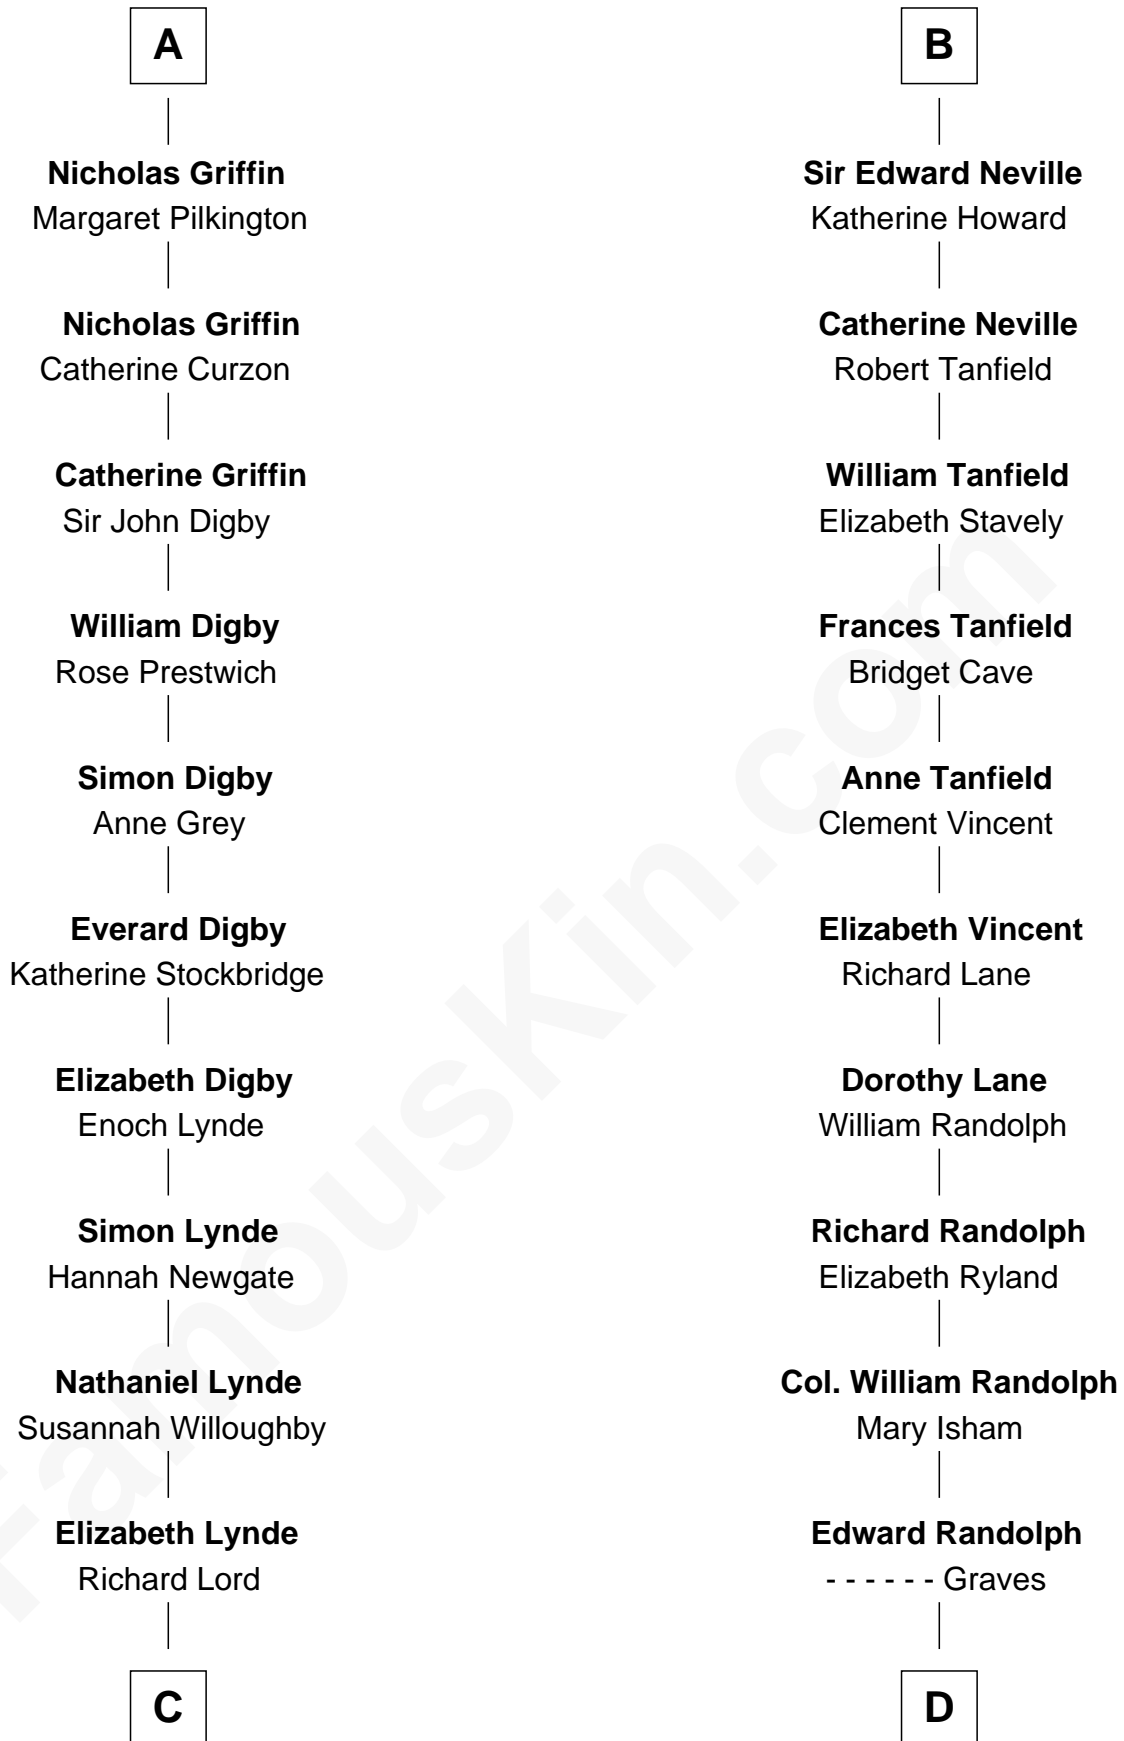 A
Nicholas Griffin
Margaret Pilkington
Nicholas Griffin
Catherine Curzon
Catherine Griffin
Sir John Digby
William Digby
Rose Prestwich
Simon Digby
Anne Grey
Everard Digby
Katherine Stockbridge
Elizabeth Digby
Enoch Lynde
Simon Lynde
Hannah Newgate
Nathaniel Lynde
Susannah Willoughby
Elizabeth Lynde
Richard Lord
C
B
Sir Edward Neville
Katherine Howard
Catherine Neville
Robert Tanfield
William Tanfield
Elizabeth Stavely
Frances Tanfield
Bridget Cave
Anne Tanfield
Clement Vincent
Elizabeth Vincent
Richard Lane
Dorothy Lane
William Randolph
Richard Randolph
Elizabeth Ryland
Col. William Randolph
Mary Isham
Edward Randolph
- - - - - - Graves
D
FamousKin.com